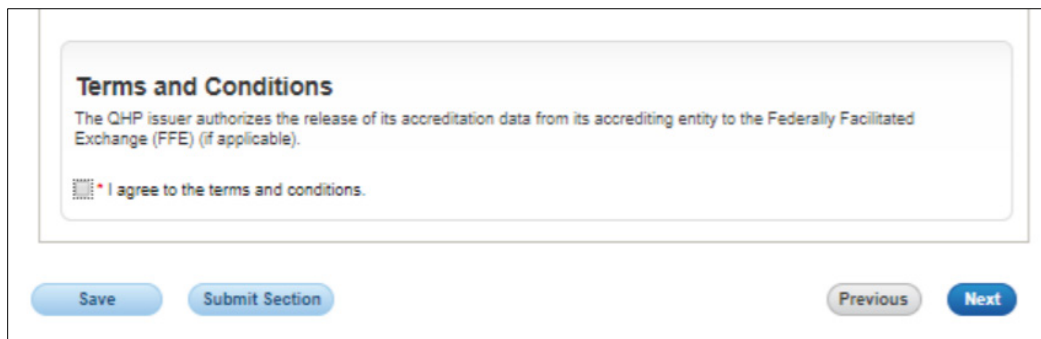 Terms and Conditions
The QHP issuer authorizes the release of its accreditation data from its accrediting entity to the Federally Facilitated
Exchange (FFE) (if applicable).
* I agree to the terms and conditions.
Save Submit Section Previous Next